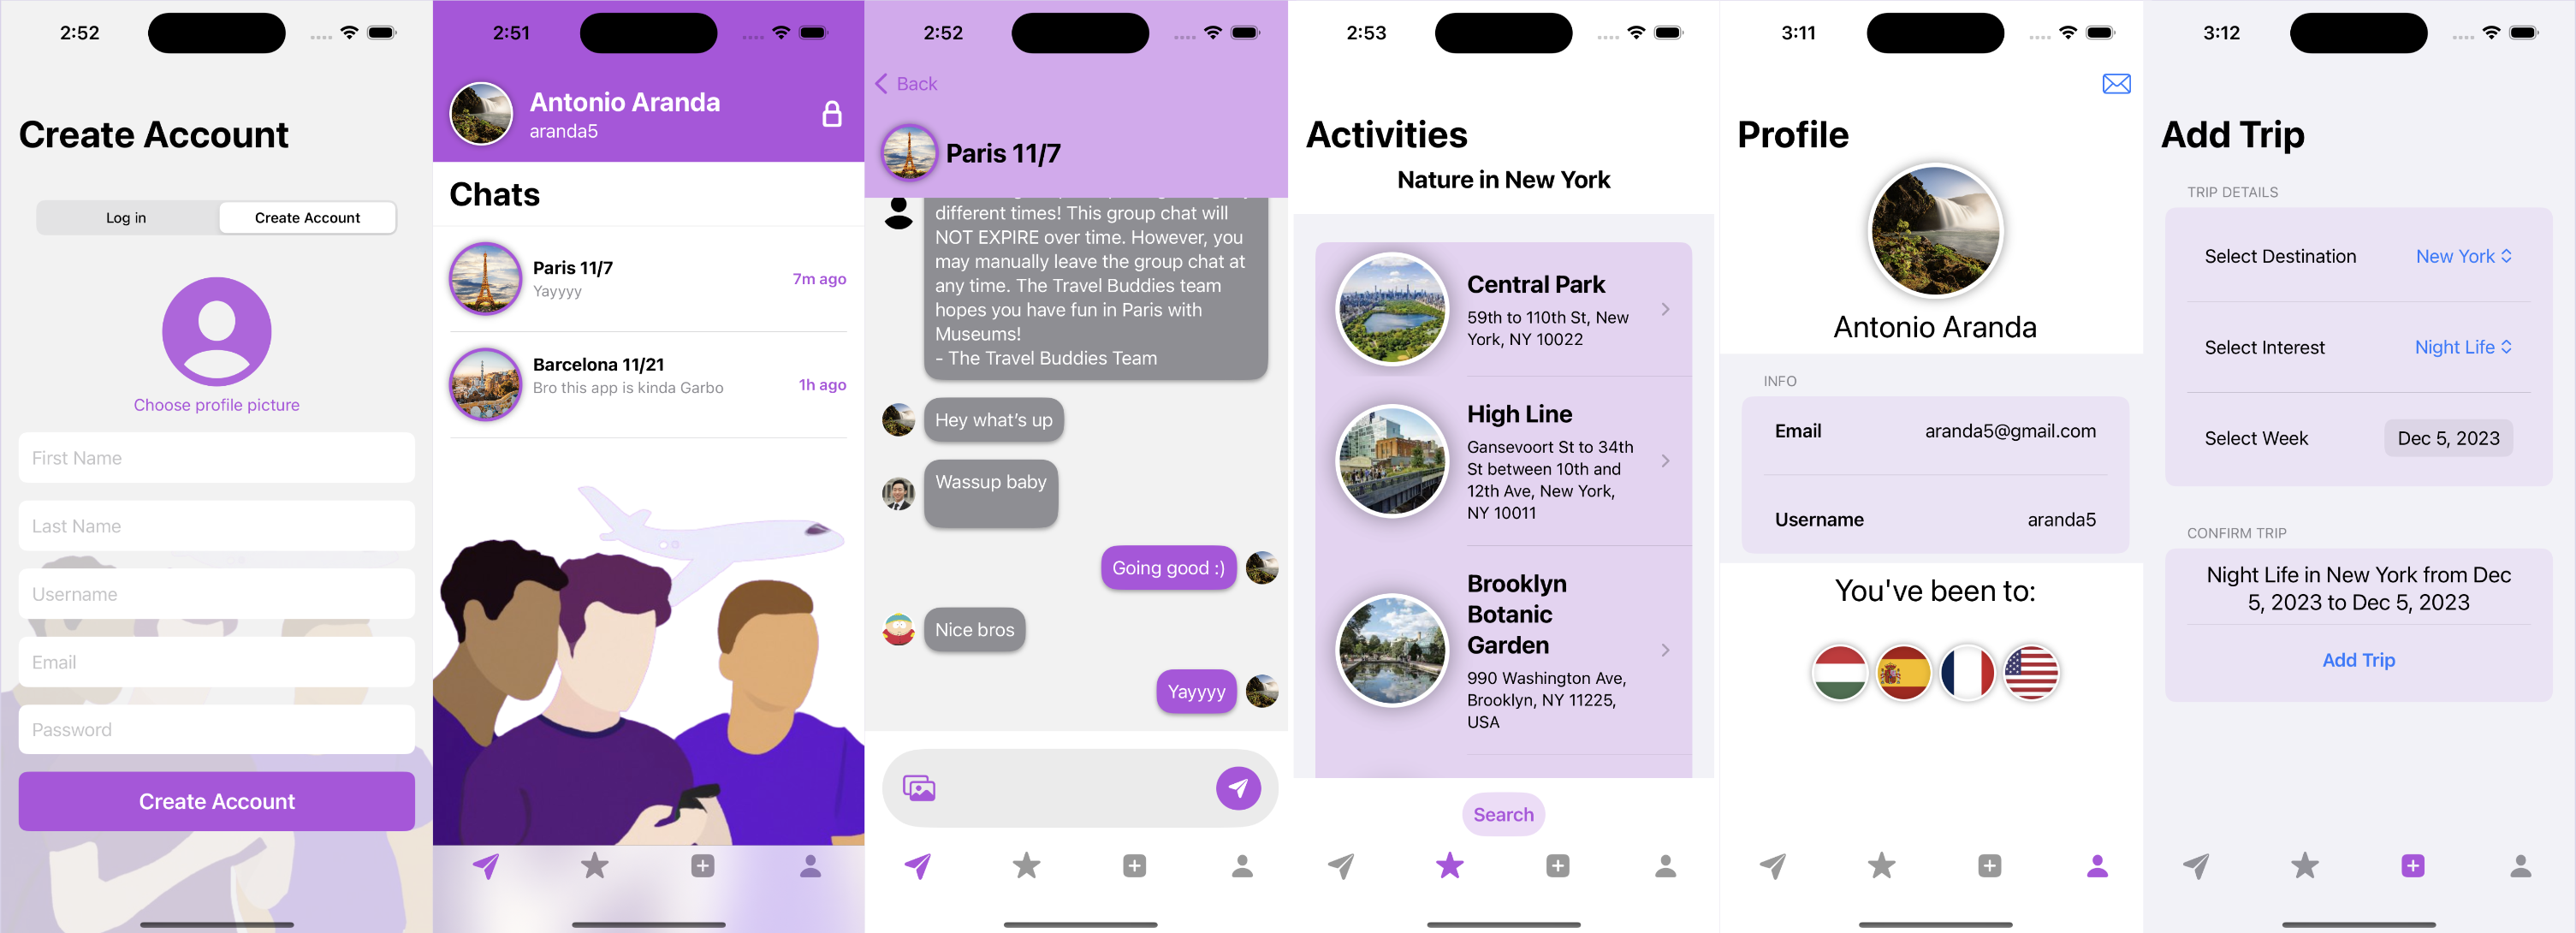 2:52
Create Account
Log in
Create Account
Choose profile picture
First Name
Last Name
Username
Email
Password
Create Account
2:51
Antonio Aranda
aranda5
Chats
Paris 11/7
Yayyyy
7m ago
Barcelona 11/21
Bro this app is kinda Garbo
1h ago
2:52
Back
Paris 11/7
different times! This group chat will
NOT EXPIRE over time. However, you
may manually leave the group chat at
any time. The Travel Buddies team
hopes you have fun in Paris with
Museums!
- The Travel Buddies Team
Hey what's up
Wassup baby
Going good :)
Nice bros
Yayyyy
2:53
Activities
Nature in New York
Central Park
59th to 110th St, New
York, NY 10022
High Line
Gansevoort St to 34th
St between 10th and
12th Ave, New York,
NY 10011
Brooklyn
Botanic
Garden
990 Washington Ave,
Brooklyn, NY 11225,
USA
Search
3:11
Profile
Antonio Aranda
INFO
Email
aranda5@gmail.com
Username
aranda5
You've been to:
3:12
Add Trip
TRIP DETAILS
Select Destination
New York
Select Interest
Night Life
Select Week
Dec 5, 2023
CONFIRM TRIP
Night Life in New York from Dec
5, 2023 to Dec 5, 2023
Add Trip